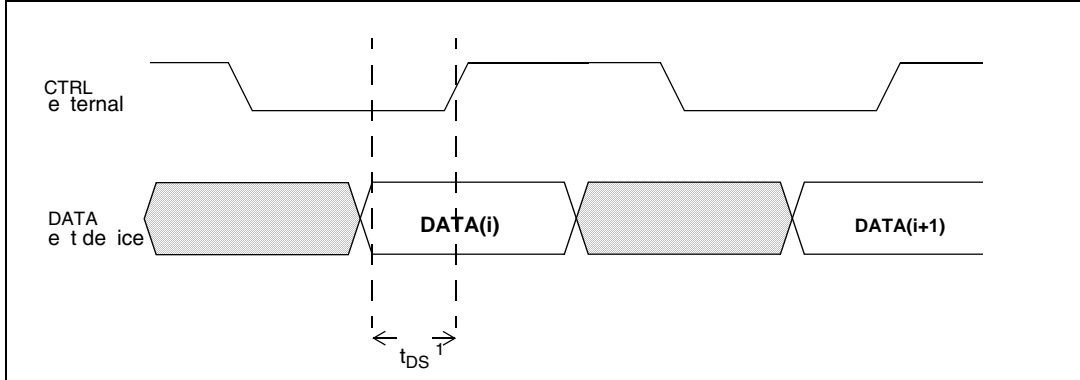 CTRL
e ternal
DATA
e t de ice
DATA(i)
DATA(i+1)
tDS 1